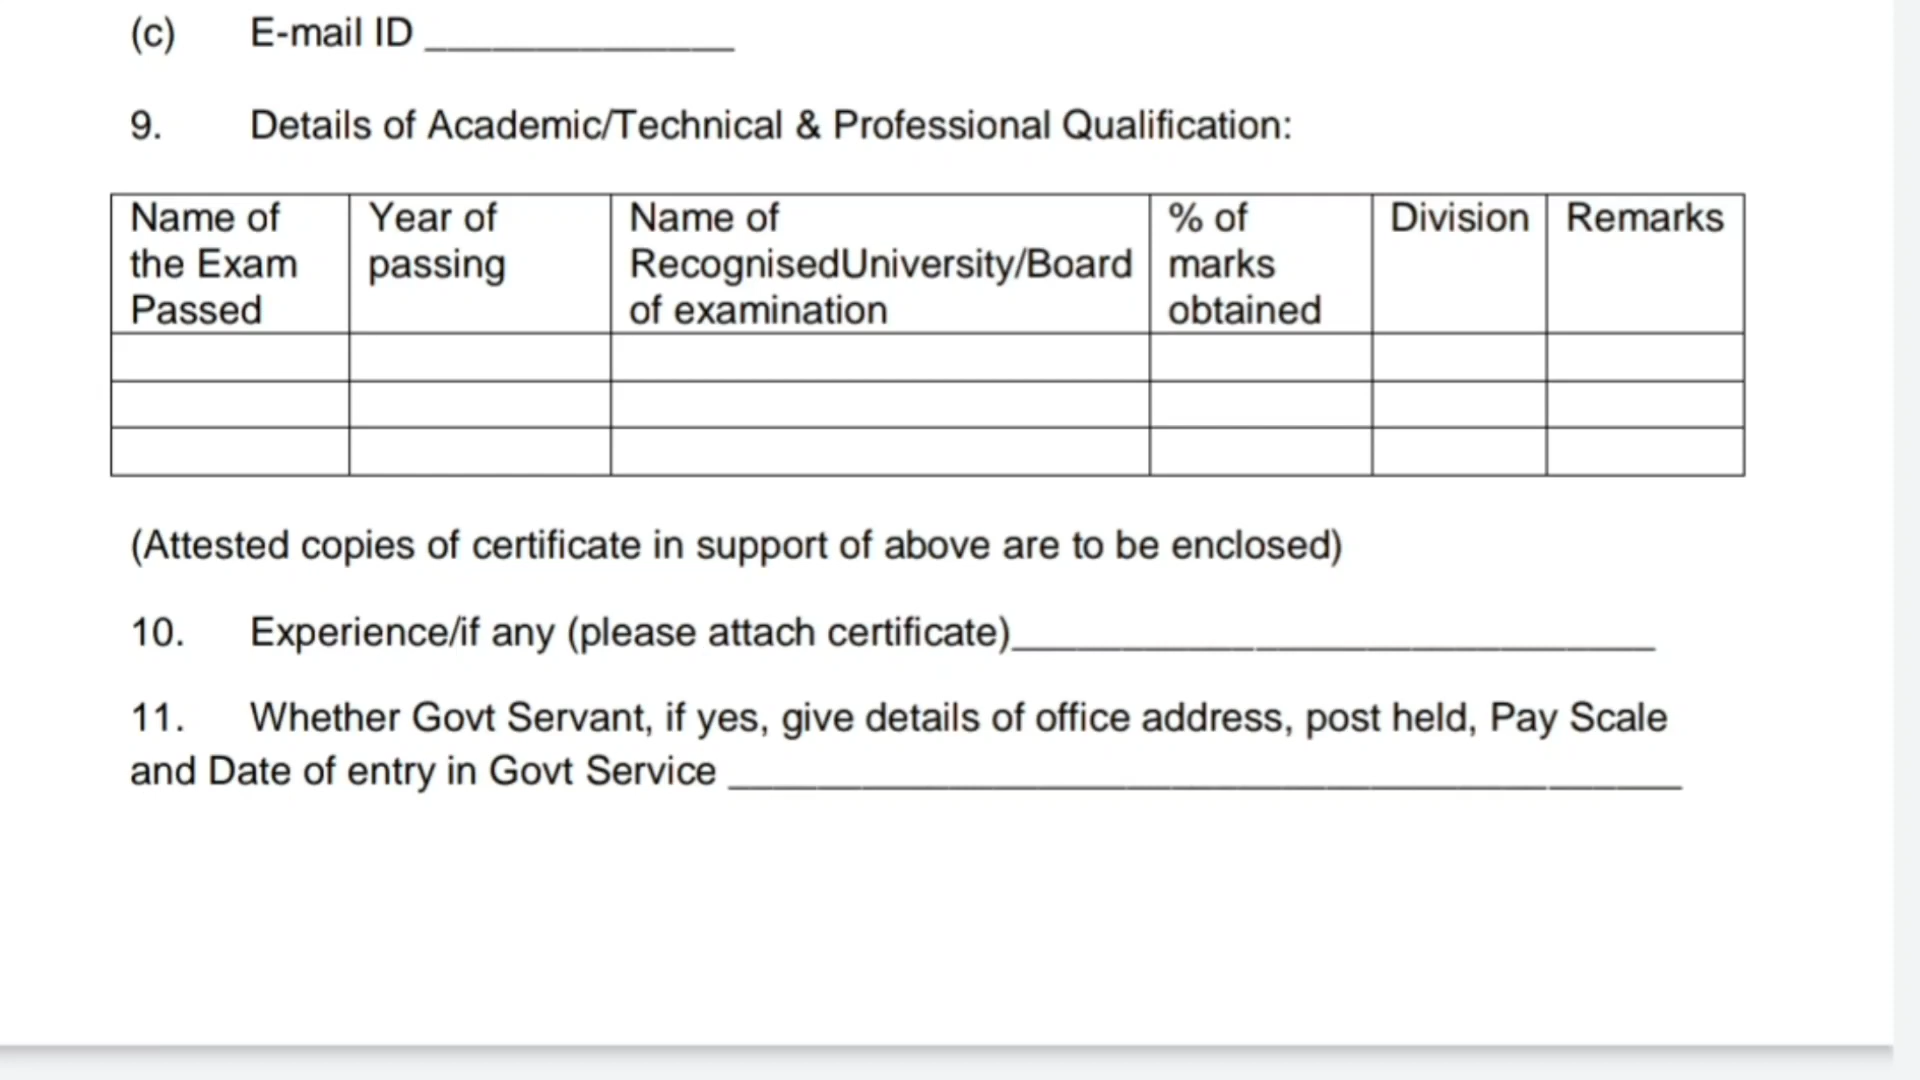 (c) E-mail ID ______________
9. Details of Academic/Technical & Professional Qualification:
Name of the Exam Passed
Year of passing
Name of RecognisedUniversity/Board of examination
% of marks obtained
Division
Remarks
(Attested copies of certificate in support of above are to be enclosed)
10. Experience/if any (please attach certificate)_____________________________
11. Whether Govt Servant, if yes, give details of office address, post held, Pay Scale
and Date of entry in Govt Service ___________________________________________